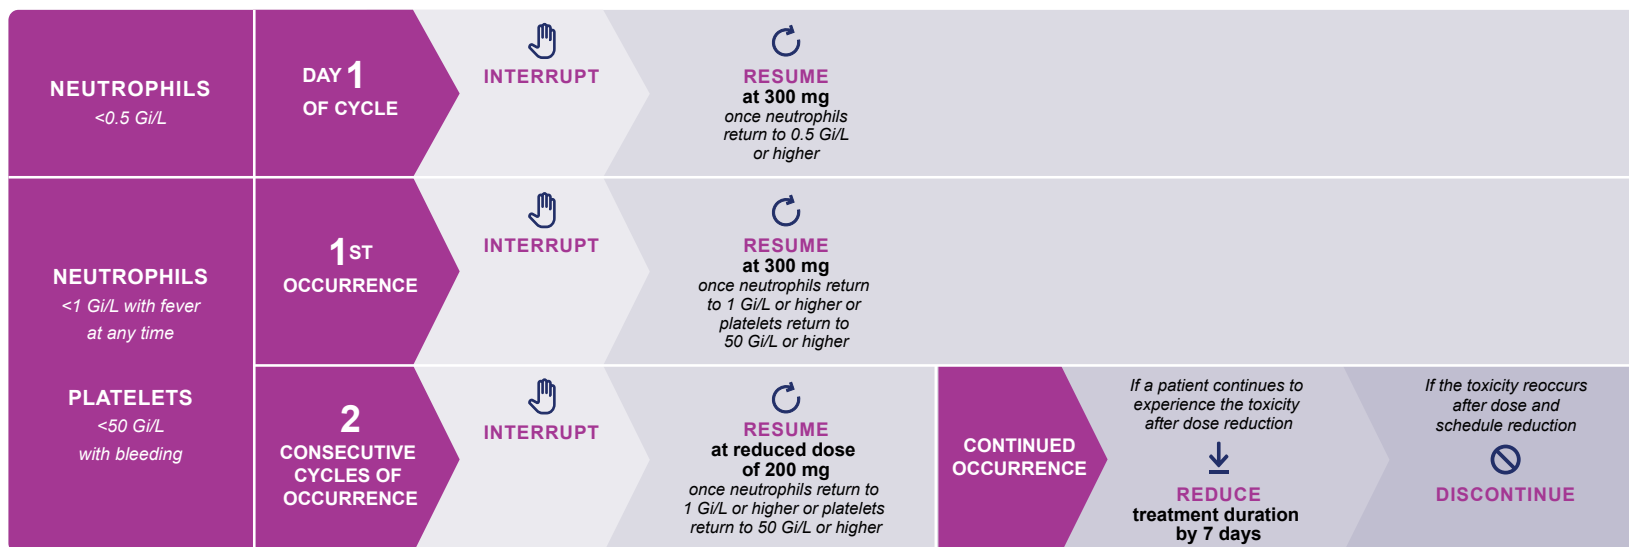 NEUTROPHILS
<0.5 Gi/L
DAY 1
OF CYCLE
INTERRUPT
RESUME
at 300 mg
once neutrophils
return to 0.5 Gi/L
or higher
NEUTROPHILS
<1 Gi/L with fever
at any time
PLATELETS
<50 Gi/L
with bleeding
1ST
OCCURRENCE
INTERRUPT
RESUME
at 300 mg
once neutrophils return
to 1 Gi/L or higher or
platelets return to
50 Gi/L or higher
2
CONSECUTIVE
CYCLES OF
OCCURRENCE
INTERRUPT
RESUME
at reduced dose
of 200 mg
once neutrophils return to
1 Gi/L or higher or platelets
return to 50 Gi/L or higher
CONTINUED
OCCURRENCE
If a patient continues to
experience the toxicity
after dose reduction
REDUCE
treatment duration
by 7 days
If the toxicity reoccurs
after dose and
schedule reduction
DISCONTINUE